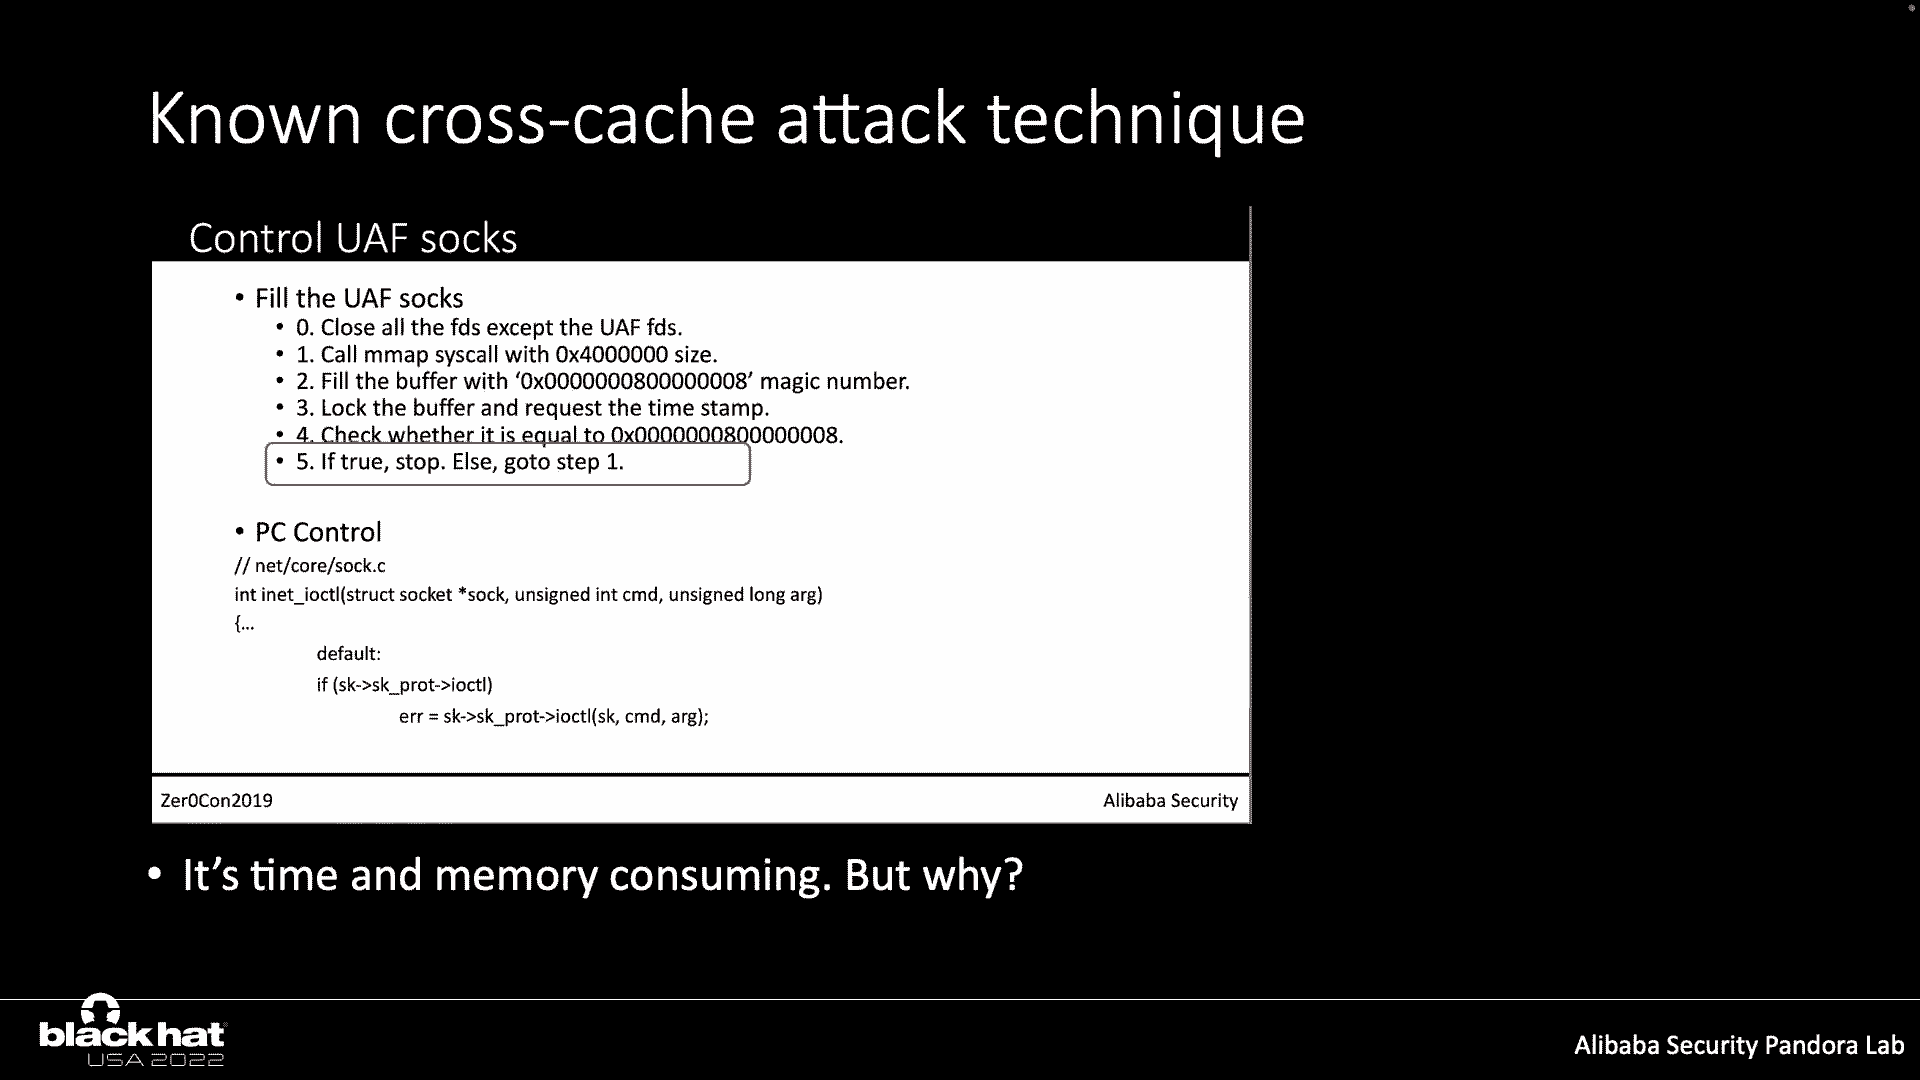 Known cross-cache attack technique
Control UAF socks
• Fill the UAF socks
• 0. Close all the fds except the UAF fds.
• 1. Call mmap syscall with 0x4000000 size.
• 2. Fill the buffer with ‘0x0000000800000008’ magic number.
• 3. Lock the buffer and request the time stamp.
• 4. Check whether it is equal to 0x0000000800000008.
• 5. If true, stop. Else, goto step 1.
• PC Control
// net/core/sock.c
int inet_ioctl(struct socket *sock, unsigned int cmd, unsigned long arg)
{...
default:
if (sk->sk_prot->ioctl)
err = sk->sk_prot->ioctl(sk, cmd, arg);
Zer0Con2019
Alibaba Security
• It’s time and memory consuming. But why?
black hat
USA 2022
Alibaba Security Pandora Lab